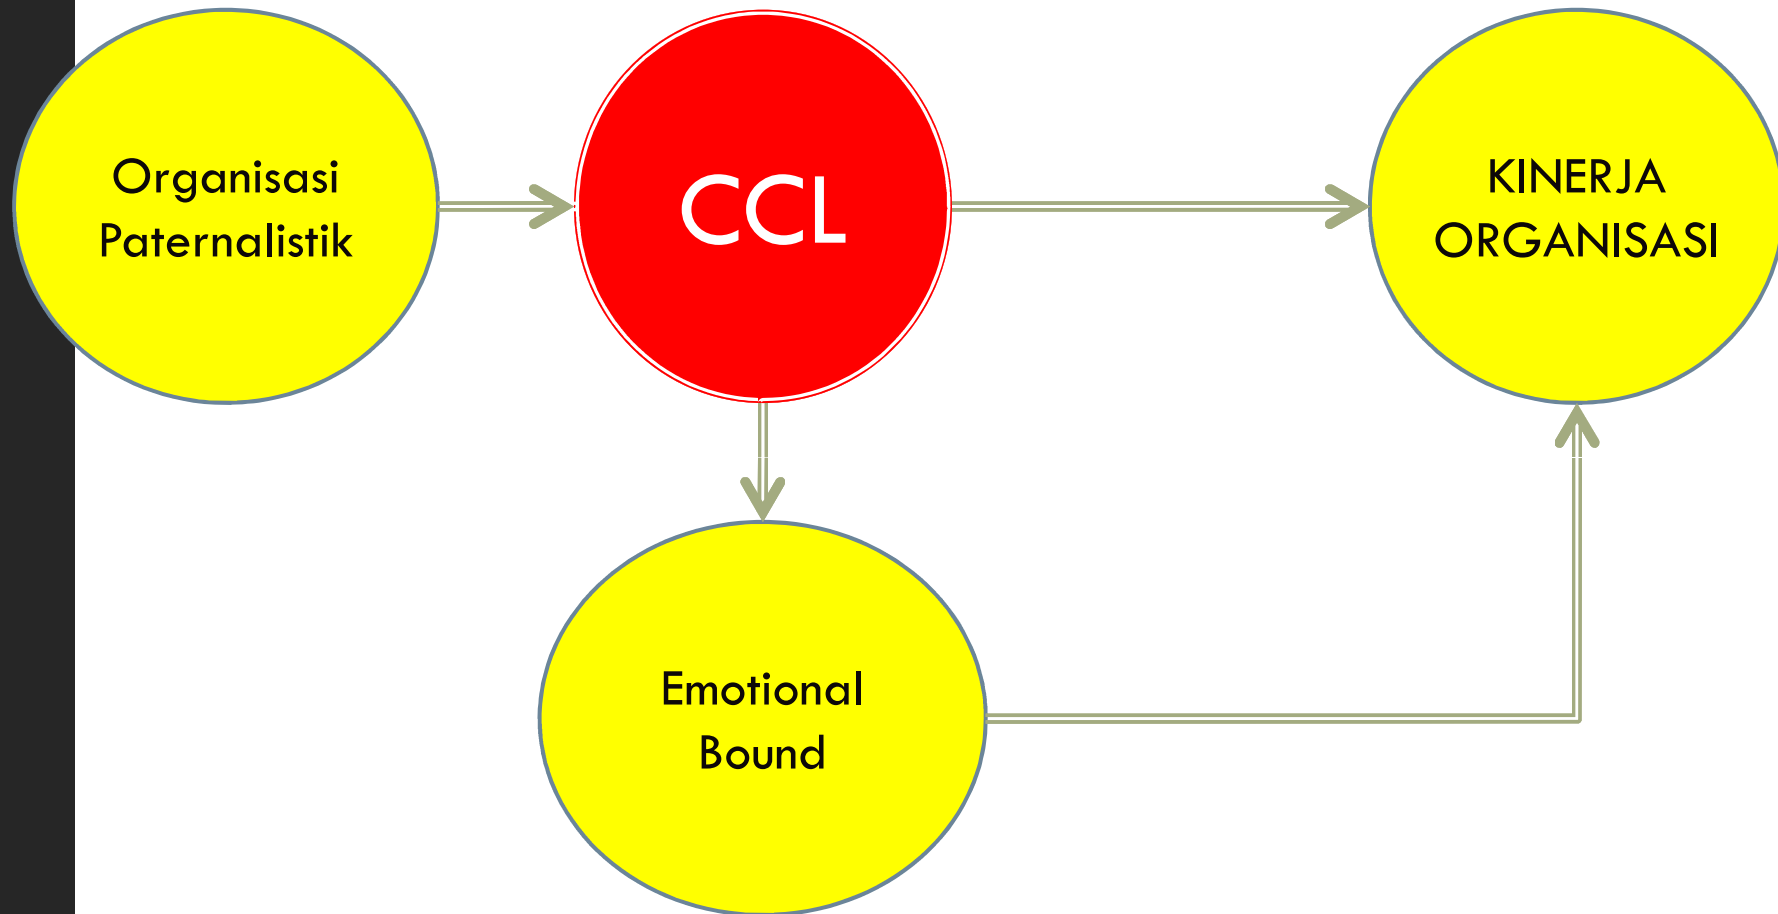 Organisasi
Paternalistik
CCL
KINERJA
ORGANISASI
Emotional
Bound